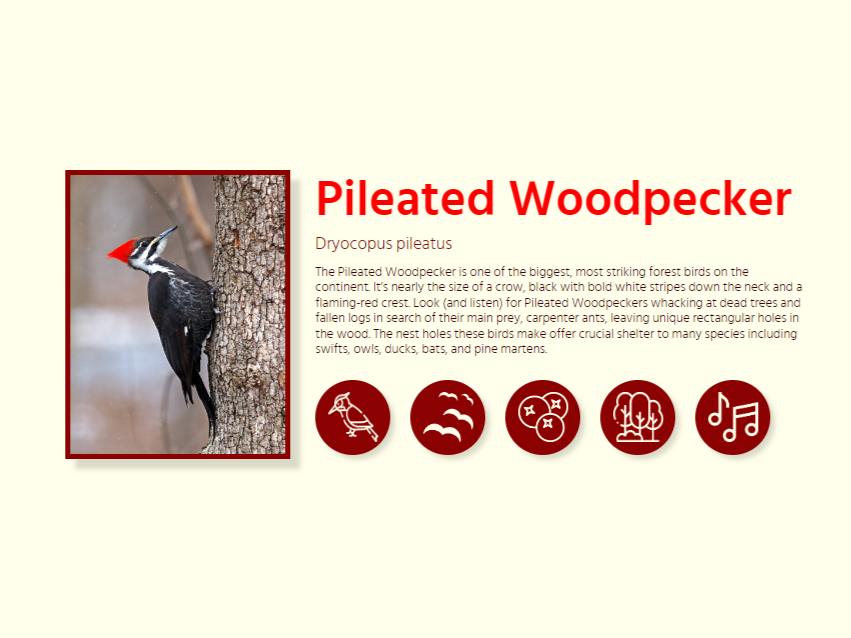 Pileated Woodpecker
Dryocopus pileatus
The Pileated Woodpecker is one of the biggest, most striking forest birds on the
continent. It's nearly the size of a crow, black with bold white stripes down the neck and a
flaming-red crest. Look (and listen) for Pileated Woodpeckers whacking at dead trees and
fallen logs in search of their main prey, carpenter ants, leaving unique rectangular holes in
the wood. The nest holes these birds make offer crucial shelter to many species including
swifts, owls, ducks, bats, and pine martens.